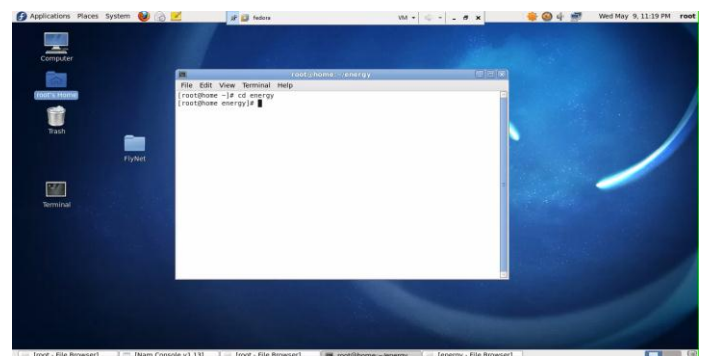 Applications Places System
Fedora
VM
Wed May 9, 11:19 PM root
Computer
root's Home
Trash
FlyNet
Terminal
root@home:~/energy
File Edit View Terminal Help
[root@home ~]# cd energy
[root@home energy]#
[root - File Browser]
[Nam Console v1.13]
[root - File Browser]
root@home:~/energy
[energy - File Browser]